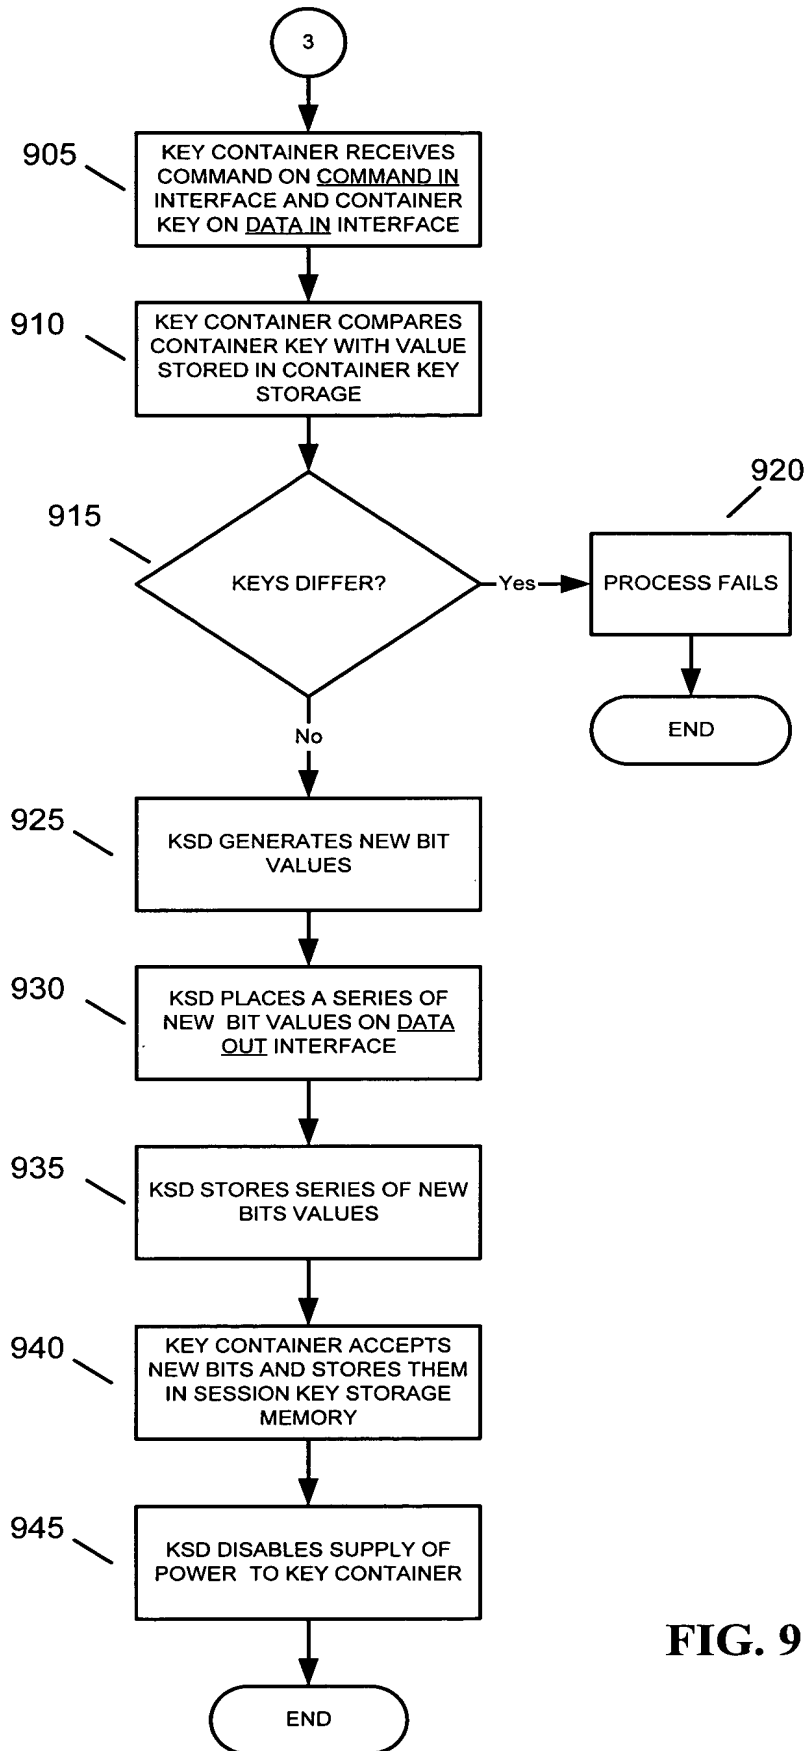 3
905
KEY CONTAINER RECEIVES
COMMAND ON COMMAND IN
INTERFACE AND CONTAINER
KEY ON DATA IN INTERFACE
910
KEY CONTAINER COMPARES
CONTAINER KEY WITH VALUE
STORED IN CONTAINER KEY
STORAGE
915
KEYS DIFFER?
Yes
920
PROCESS FAILS
END
No
925
KSD GENERATES NEW BIT
VALUES
930
KSD PLACES A SERIES OF
NEW BIT VALUES ON DATA
OUT INTERFACE
935
KSD STORES SERIES OF NEW
BITS VALUES
940
KEY CONTAINER ACCEPTS
NEW BITS AND STORES THEM
IN SESSION KEY STORAGE
MEMORY
945
KSD DISABLES SUPPLY OF
POWER TO KEY CONTAINER
END
FIG. 9